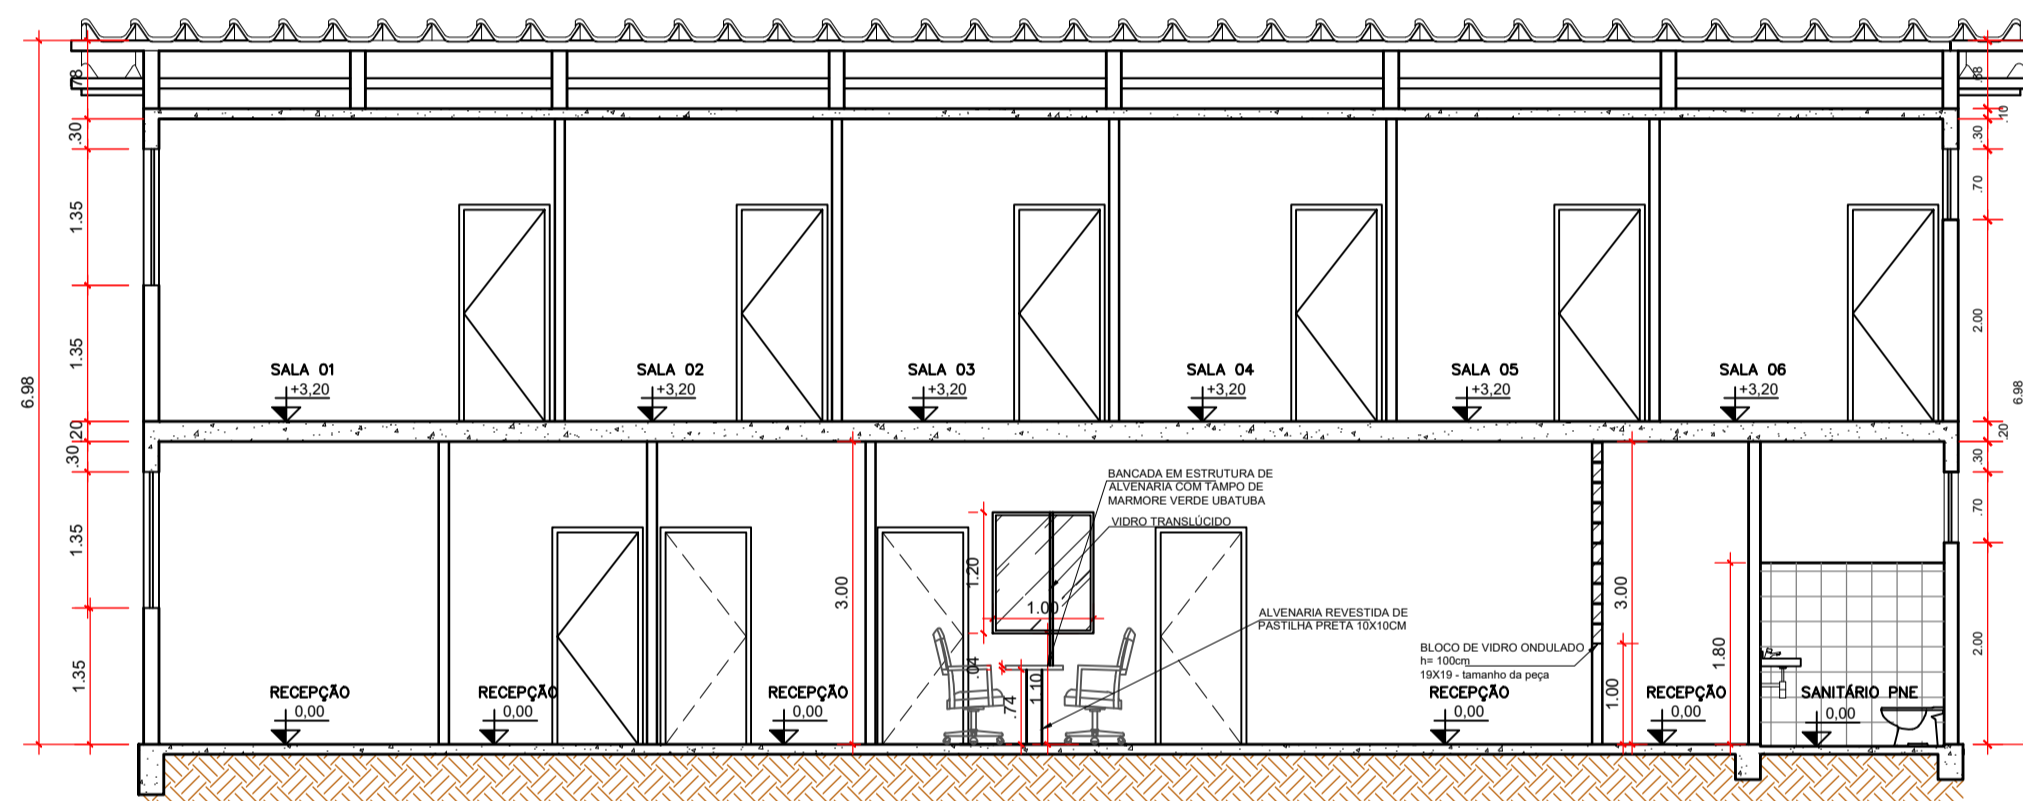 .78
.68
.10
.30
.30
1.35
.70
1.35
2.00
6.98
6.98
SALA 01
+3,20
SALA 02
+3,20
SALA 03
+3,20
SALA 04
+3,20
SALA 05
+3,20
SALA 06
+3,20
.20
.20
.30
.30
1.35
.70
1.35
2.00
BANCADA EM ESTRUTURA DE
ALVENARIA COM TAMPO DE
MARMORE VERDE UBATUBA
VIDRO TRANSLÚCIDO
1.20
1.00
3.00
3.00
ALVENARIA REVESTIDA DE
PASTILHA PRETA 10X10CM
BLOCO DE VIDRO ONDULADO
h= 100cm
19X19 - tamanho da peça
.04
.74
1.10
1.00
1.80
RECEPÇÃO
0,00
RECEPÇÃO
0,00
RECEPÇÃO
0,00
RECEPÇÃO
0,00
RECEPÇÃO
0,00
SANITÁRIO PNE
0,00